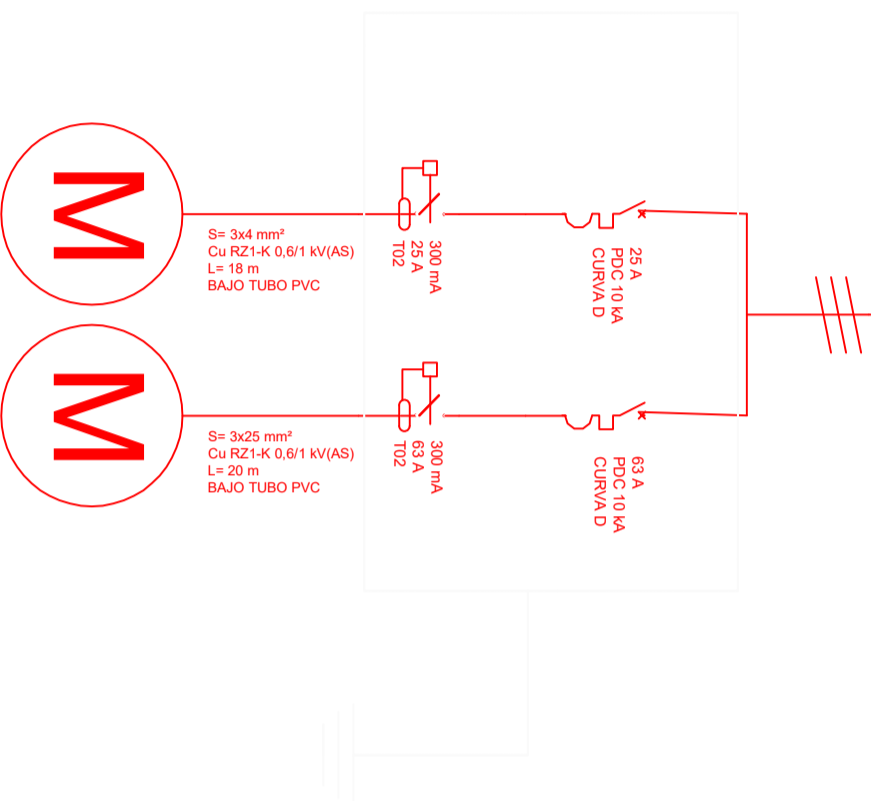 M
S= 3x4 mm²
Cu RZ1-K 0,6/1 kV(AS)
L= 18 m
BAJO TUBO PVC
300 mA
25 A
T02
25 A
PDC 10 kA
CURVA D
M
S= 3x25 mm²
Cu RZ1-K 0,6/1 kV(AS)
L= 20 m
BAJO TUBO PVC
300 mA
63 A
T02
63 A
PDC 10 kA
CURVA D